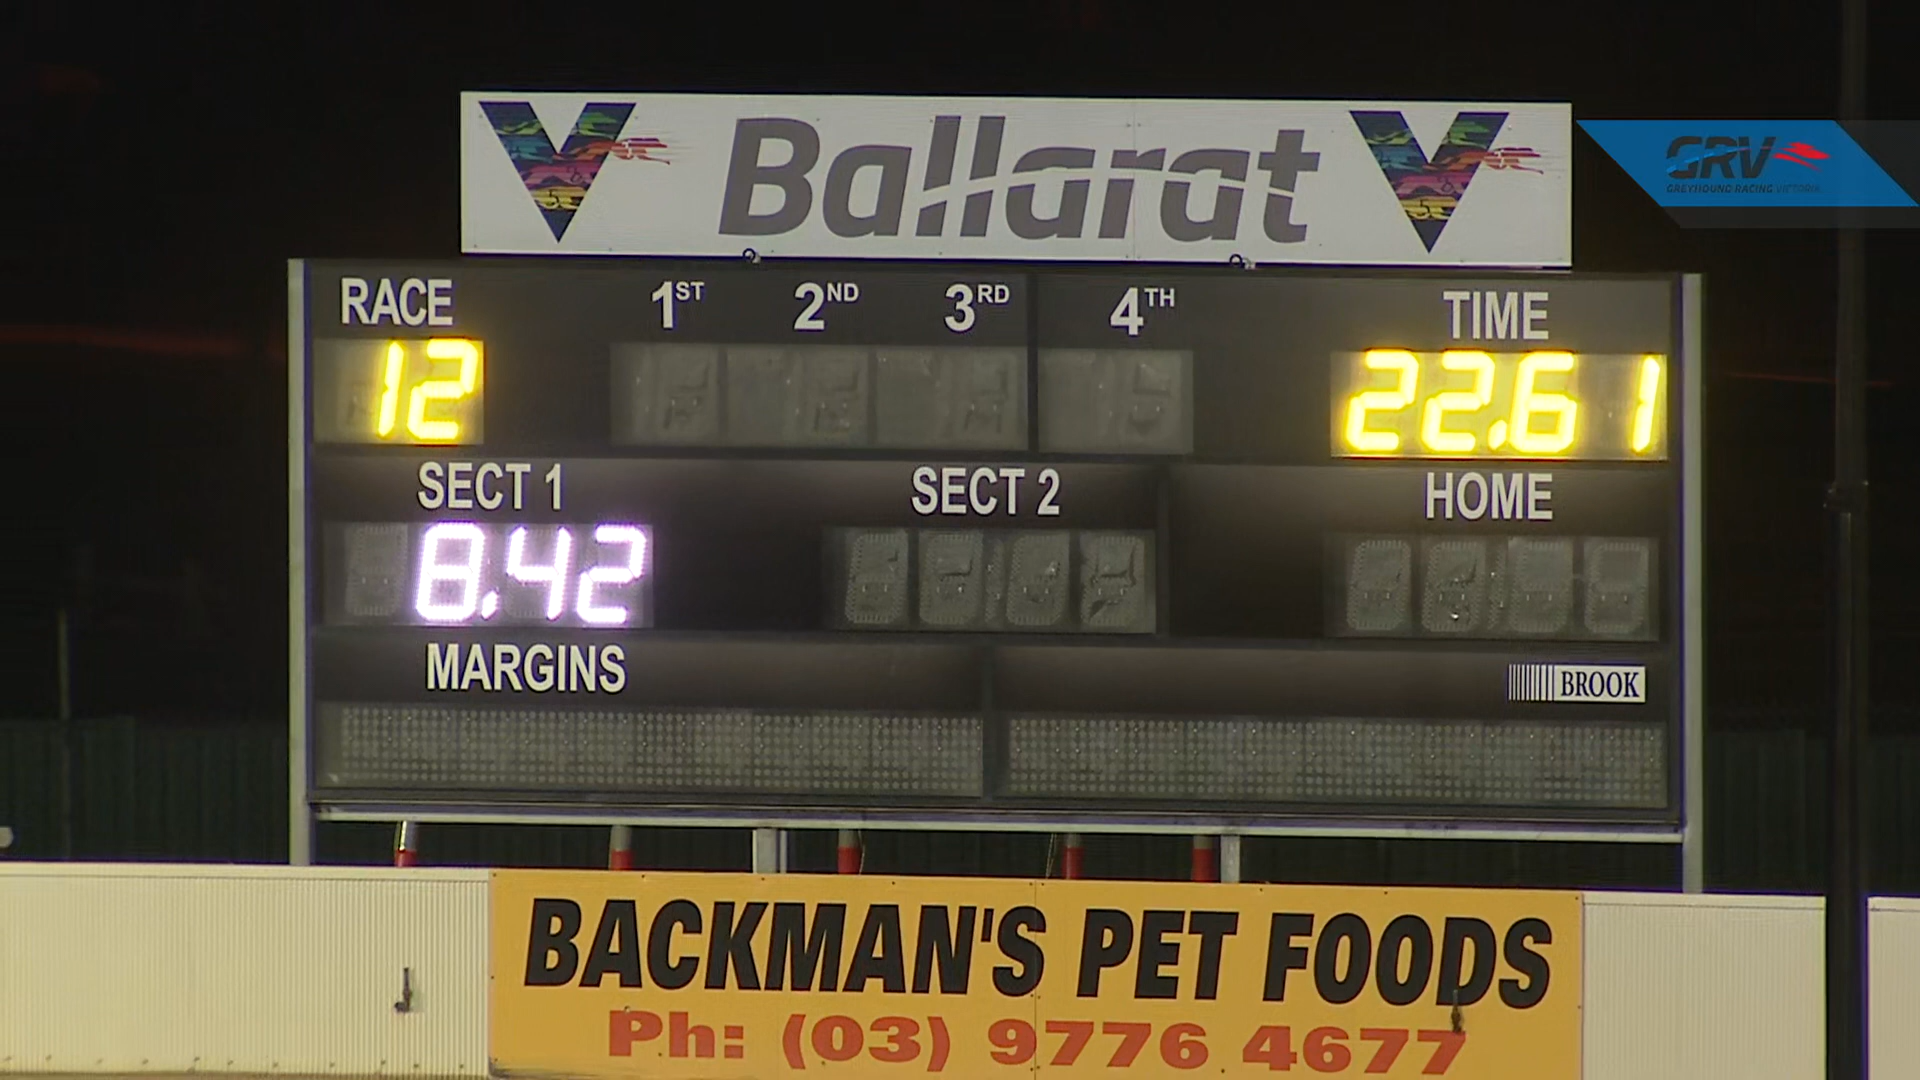 Ballarat
GRV
GREYHOUND RACING VICTORIA
RACE 1ST 2ND 3RD 4TH TIME
12 22.61
SECT 1 SECT 2 HOME
8.42
MARGINS
BROOK
BACKMAN'S PET FOODS
Ph: (03) 9776 4677